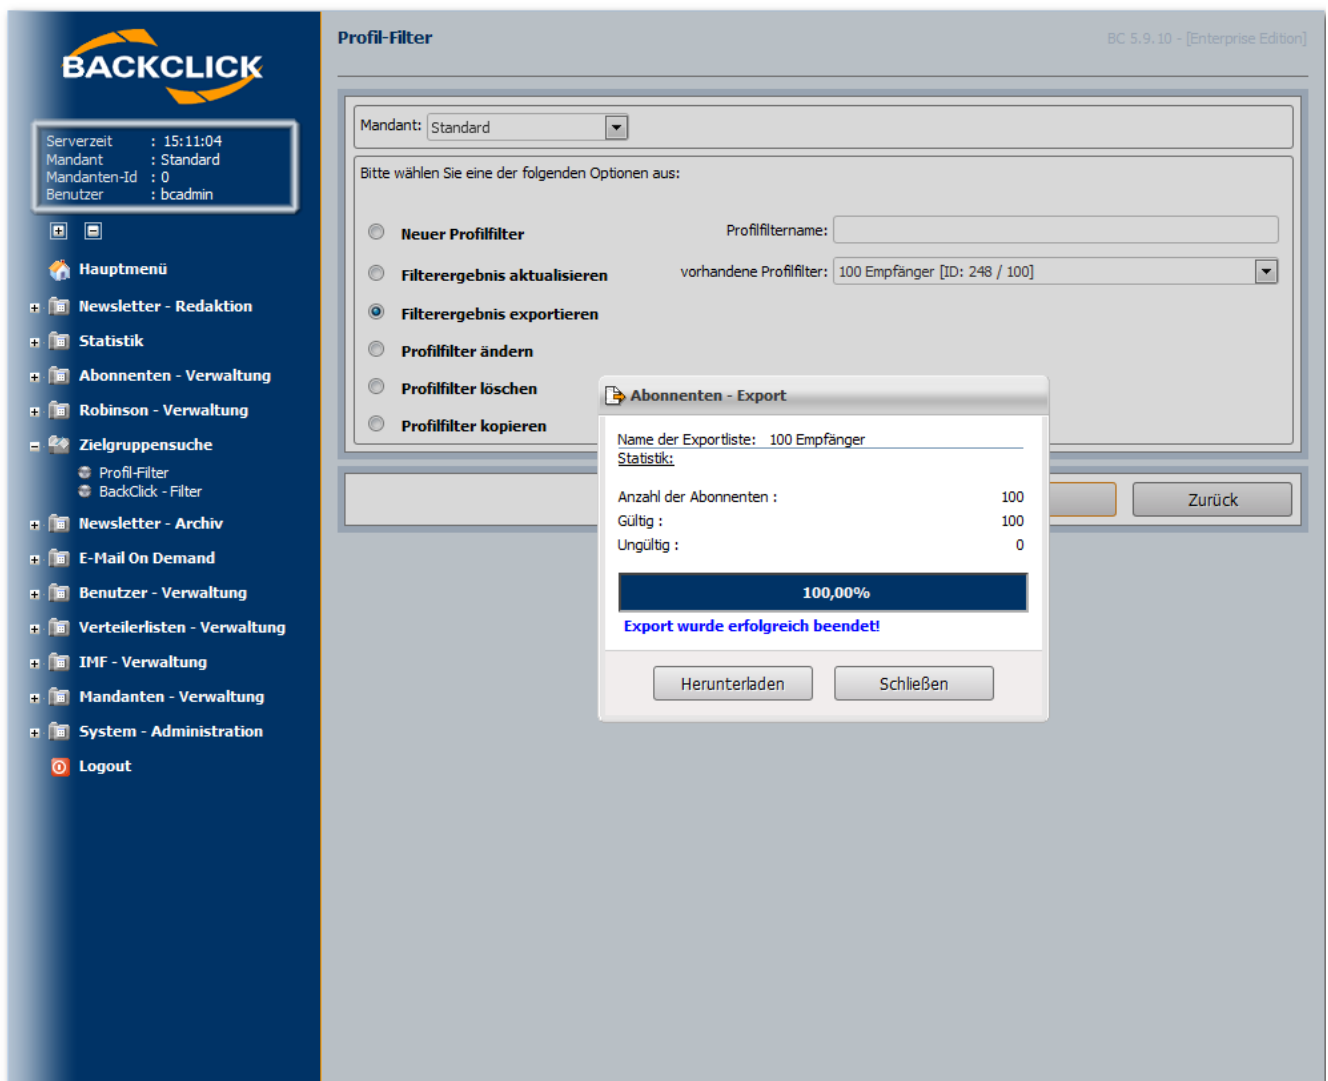 BACKCLICK
Serverzeit : 15:11:04
Mandant : Standard
Mandanten-Id : 0
Benutzer : bcadmin
Hauptmenü
Newsletter - Redaktion
Statistik
Abonnenten - Verwaltung
Robinson - Verwaltung
Zielgruppensuche
Profil-Filter
BackClick - Filter
Newsletter - Archiv
E-Mail On Demand
Benutzer - Verwaltung
Verteilerlisten - Verwaltung
IMF - Verwaltung
Mandanten - Verwaltung
System - Administration
Logout
Profil-Filter
BC 5.9.10 - [Enterprise Edition]
Mandant: Standard
Bitte wählen Sie eine der folgenden Optionen aus:
Neuer Profilfilter Profilfiltername:
Filterergebnis aktualisieren vorhandene Profilfilter: 100 Empfänger [ID: 248 / 100]
Filterergebnis exportieren
Profilfilter ändern
Profilfilter löschen
Profilfilter kopieren
Zurück
Abonnenten - Export
Name der Exportliste: 100 Empfänger
Statistik:
Anzahl der Abonnenten : 100
Gültig : 100
Ungültig : 0
100,00%
Export wurde erfolgreich beendet!
Herunterladen Schließen